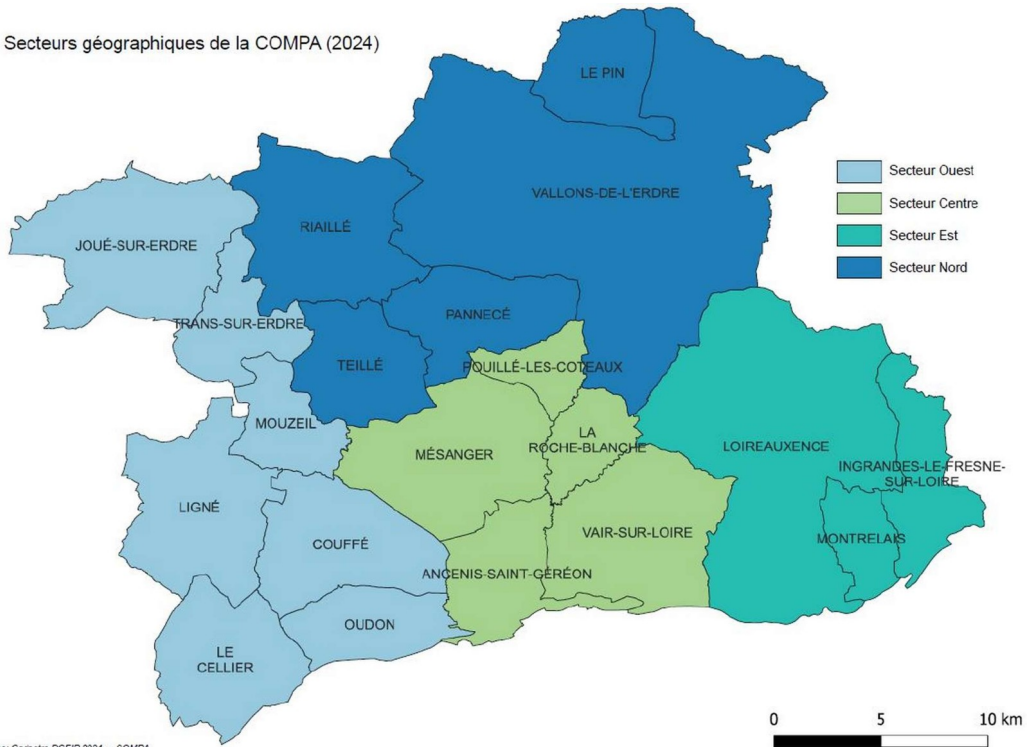 Secteurs géographiques de la COMPA (2024)
LE PIN
Secteur Ouest
VALLONS-DE-L'ERDRE
Secteur Centre
RIAILLÉ
Secteur Est
JOUÉ-SUR-ERDRE
Secteur Nord
PANNECÉ
TRANS-SUR-ERDRE
TEILLÉ
POUILLÉ-LES-COTEAUX
MOUZEIL
LA
ROCHE-BLANCHE
MÉSANGER
LOIREAUXENCE
INGRANDES-LE-FRESNE-
SUR-LOIRE
LIGNÉ
VAIR-SUR-LOIRE
MONTRELAIS
COUFFÉ
ANCENIS-SAINT-GÉRÉON
OUDON
LE
CELLIER
0 5 10 km